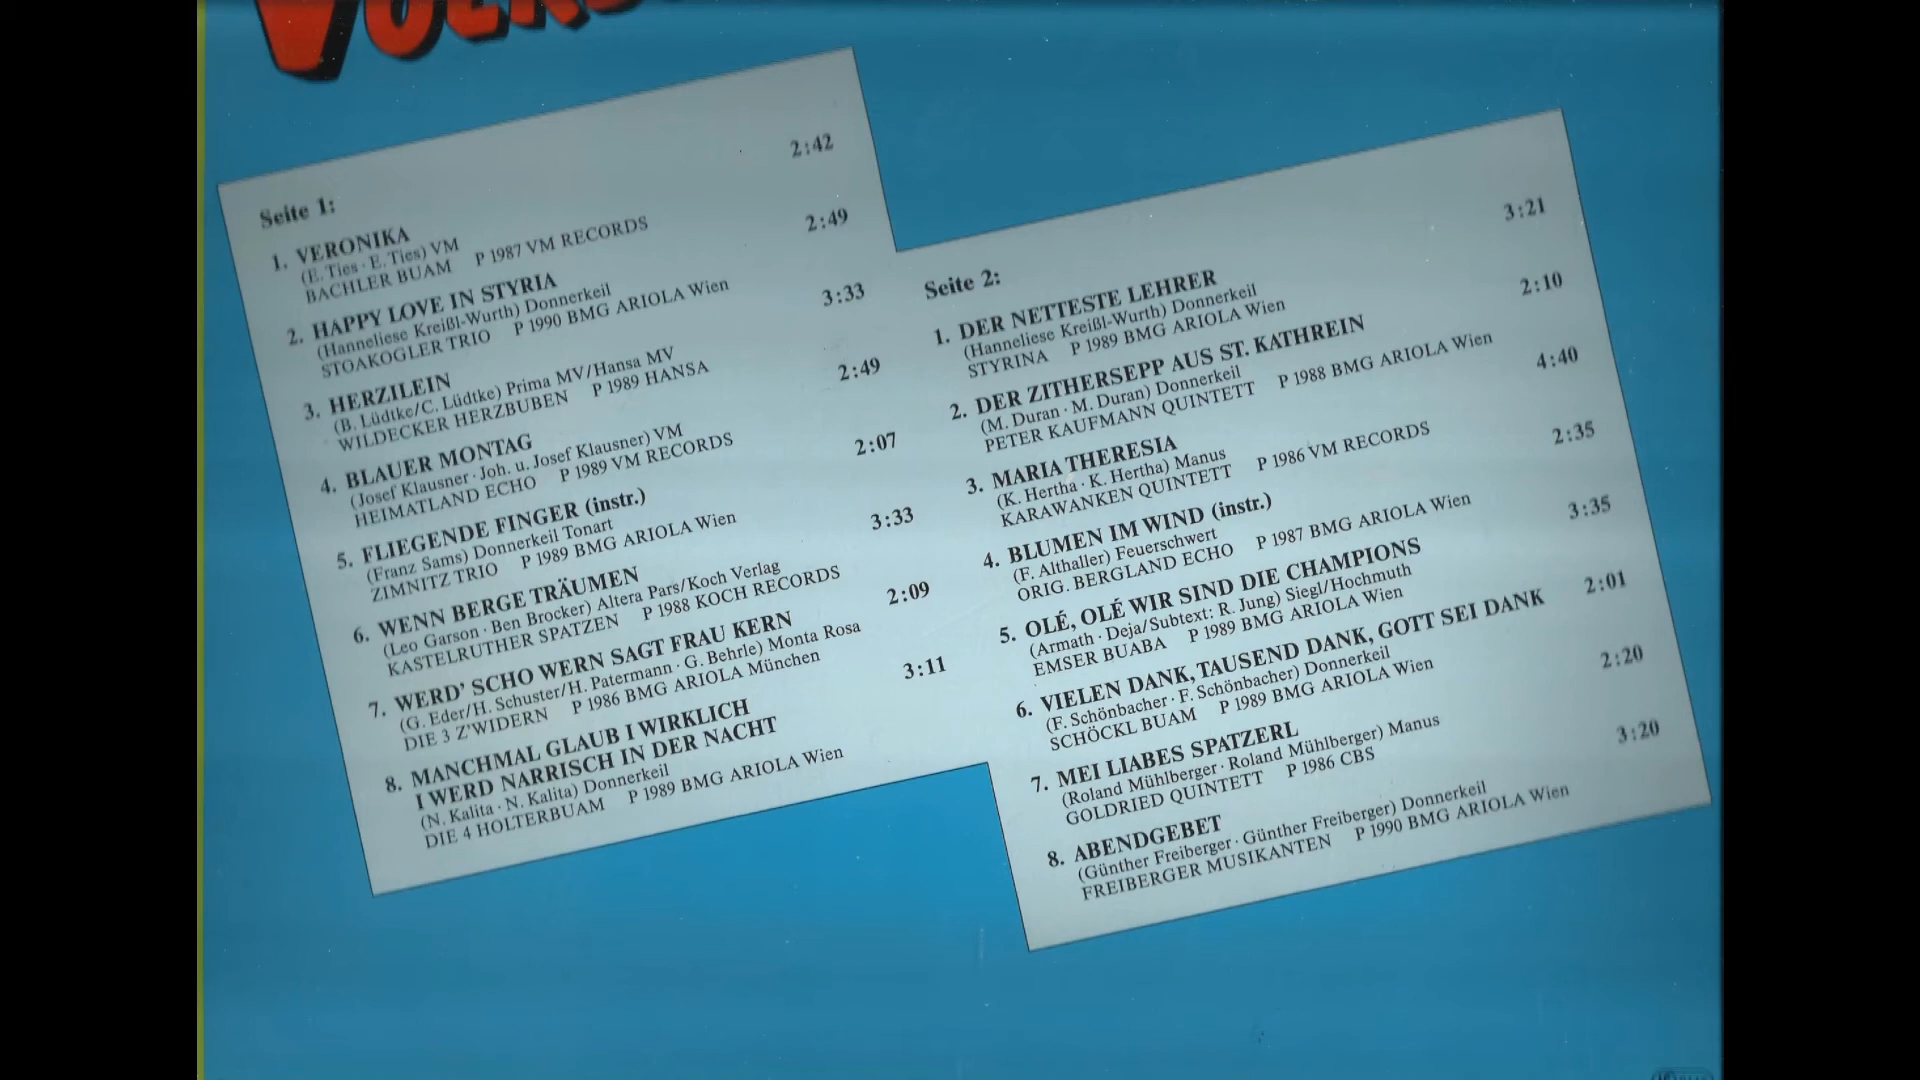 Seite 1:
1. VERONIKA 2:42
(E. Ties · E. Ties) VM
BACHLER BUAM P 1987 VM RECORDS
2. HAPPY LOVE IN STYRIA 2:49
(Hanneliese Kreißl-Wurth) Donnerkeil
STOAKOGLER TRIO P 1990 BMG ARIOLA Wien
3. HERZILEIN 3:33
(B. Lüdtke/C. Lüdtke) Prima MV/Hansa MV
WILDECKER HERZBUBEN P 1989 HANSA
4. BLAUER MONTAG 2:49
(Josef Klausner · Joh. u. Josef Klausner) VM
HEIMATLAND ECHO P 1989 VM RECORDS
5. FLIEGENDE FINGER (instr.) 2:07
(Franz Sams) Donnerkeil Tonart
ZIMNITZ TRIO P 1989 BMG ARIOLA Wien
6. WENN BERGE TRÄUMEN 3:33
(Leo Garson · Ben Brocker) Altera Pars/Koch Verlag
KASTELRUTHER SPATZEN P 1988 KOCH RECORDS
7. WERD' SCHO WERN SAGT FRAU KERN 2:09
(G. Eder/H. Schuster/H. Patermann · G. Behrle) Monta Rosa
DIE 3 Z'WIDERN P 1986 BMG ARIOLA München
8. MANCHMAL GLAUB I WIRKLICH 3:11
I WERD NARRISCH IN DER NACHT
(N. Kalita · N. Kalita) Donnerkeil
DIE 4 HOLTERBUAM P 1989 BMG ARIOLA Wien
Seite 2:
1. DER NETTESTE LEHRER 3:21
(Hanneliese Kreißl-Wurth) Donnerkeil
STYRINA P 1989 BMG ARIOLA Wien
2. DER ZITHERSEPP AUS ST. KATHREIN 2:10
(M. Duran · M. Duran) Donnerkeil
PETER KAUFMANN QUINTETT P 1988 BMG ARIOLA Wien
3. MARIA THERESIA 4:40
(K. Hertha · K. Hertha) Manus
KARAWANKEN QUINTETT P 1986 VM RECORDS
4. BLUMEN IM WIND (instr.) 2:35
(F. Althaller) Feuerschwert
ORIG. BERGLAND ECHO P 1987 BMG ARIOLA Wien
5. OLÉ, OLÉ WIR SIND DIE CHAMPIONS 3:35
(Armath · Deja/Subtext: R. Jung) Siegl/Hochmuth
EMSER BUABA P 1989 BMG ARIOLA Wien
6. VIELEN DANK, TAUSEND DANK, GOTT SEI DANK 2:01
(F. Schönbacher · F. Schönbacher) Donnerkeil
SCHÖCKL BUAM P 1989 BMG ARIOLA Wien
7. MEI LIABES SPATZERL 2:20
(Roland Mühlberger · Roland Mühlberger) Manus
GOLDRIED QUINTETT P 1986 CBS
8. ABENDGEBET 3:20
(Günther Freiberger · Günther Freiberger) Donnerkeil
FREIBERGER MUSIKANTEN P 1990 BMG ARIOLA Wien